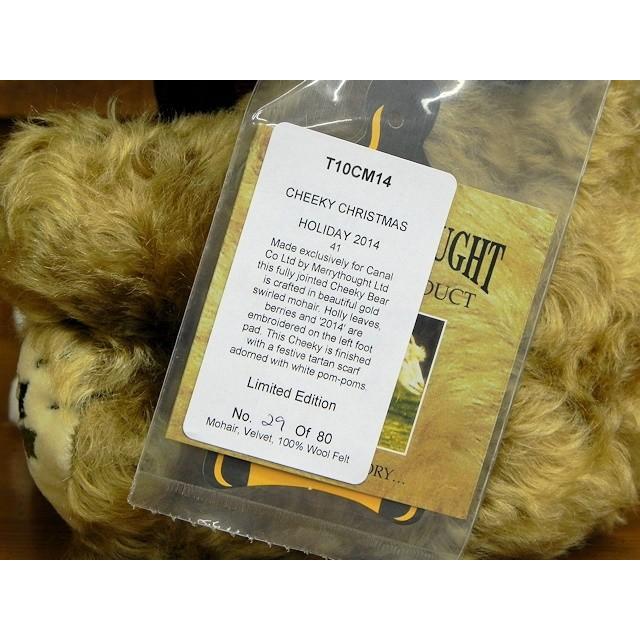 T10CM14
CHEEKY CHRISTMAS
HOLIDAY 2014
41
Made exclusively for Canal
Co Ltd by Merrythought Ltd
this fully jointed Cheeky Bear
is crafted in beautiful gold
swirled mohair. Holly leaves,
berries and '2014' are
embroidered on the left foot
pad. This Cheeky is finished
with a festive tartan scarf
adorned with white pom-poms.
Limited Edition
No. 29 Of 80
Mohair, Velvet, 100% Wool Felt
UGHT
DUCT
ORY...